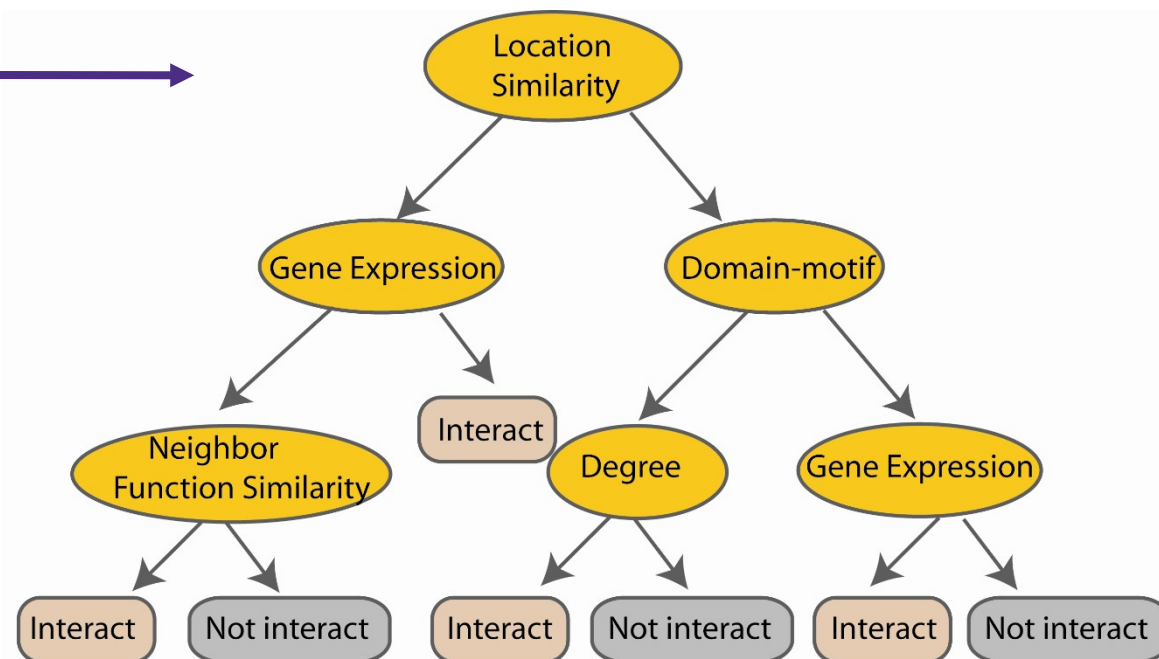 Location
Similarity
Gene Expression
Domain-motif
Interact
Neighbor
Function Similarity
Degree
Gene Expression
Interact
Not interact
Interact
Not interact
Interact
Not interact